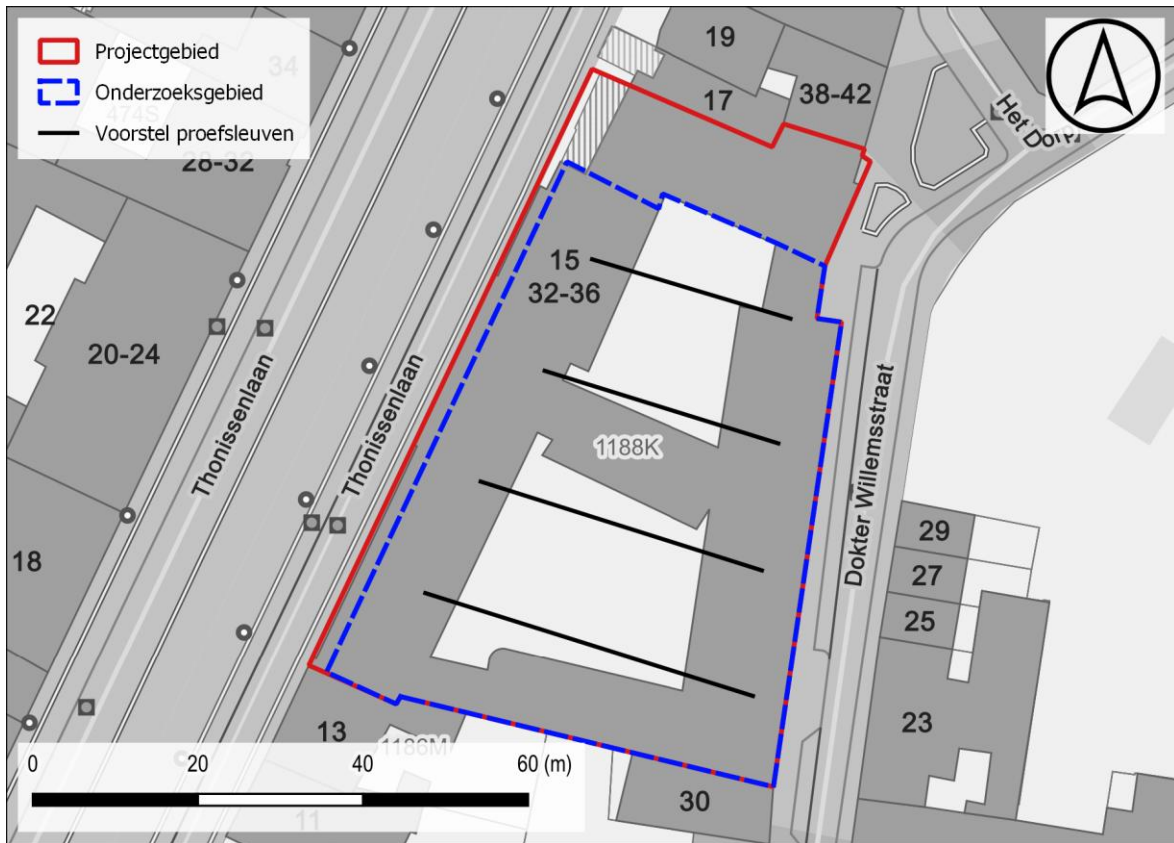 Projectgebied
Onderzoeksgebied
Voorstel proefsleuven
34
474S
28-32
19
17
38-42
Het Dorp
15
32-36
22
20-24
Thonissenlaan
Thonissenlaan
1188K
Dokter Willemsstraat
18
29
27
25
23
13
1186M
11
30
0
20
40
60 (m)